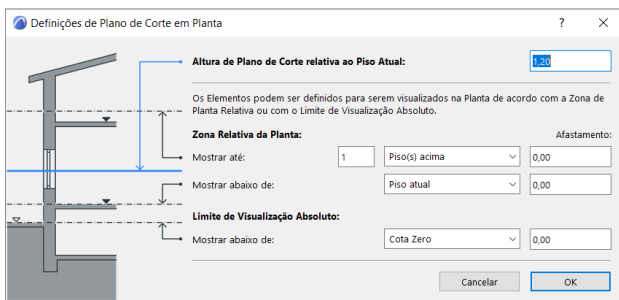 Definições de Plano de Corte em Planta
Altura de Plano de Corte relativa ao Piso Atual: 1,20
Os Elementos podem ser definidos para serem visualizados na Planta de acordo com a Zona de
Planta Relativa ou com o Limite de Visualização Absoluto.
Zona Relativa da Planta: Afastamento:
Mostrar até: 1 Piso(s) acima 0,00
Mostrar abaixo de: Piso atual 0,00
Limite de Visualização Absoluto:
Mostrar abaixo de: Cota Zero 0,00
Cancelar OK